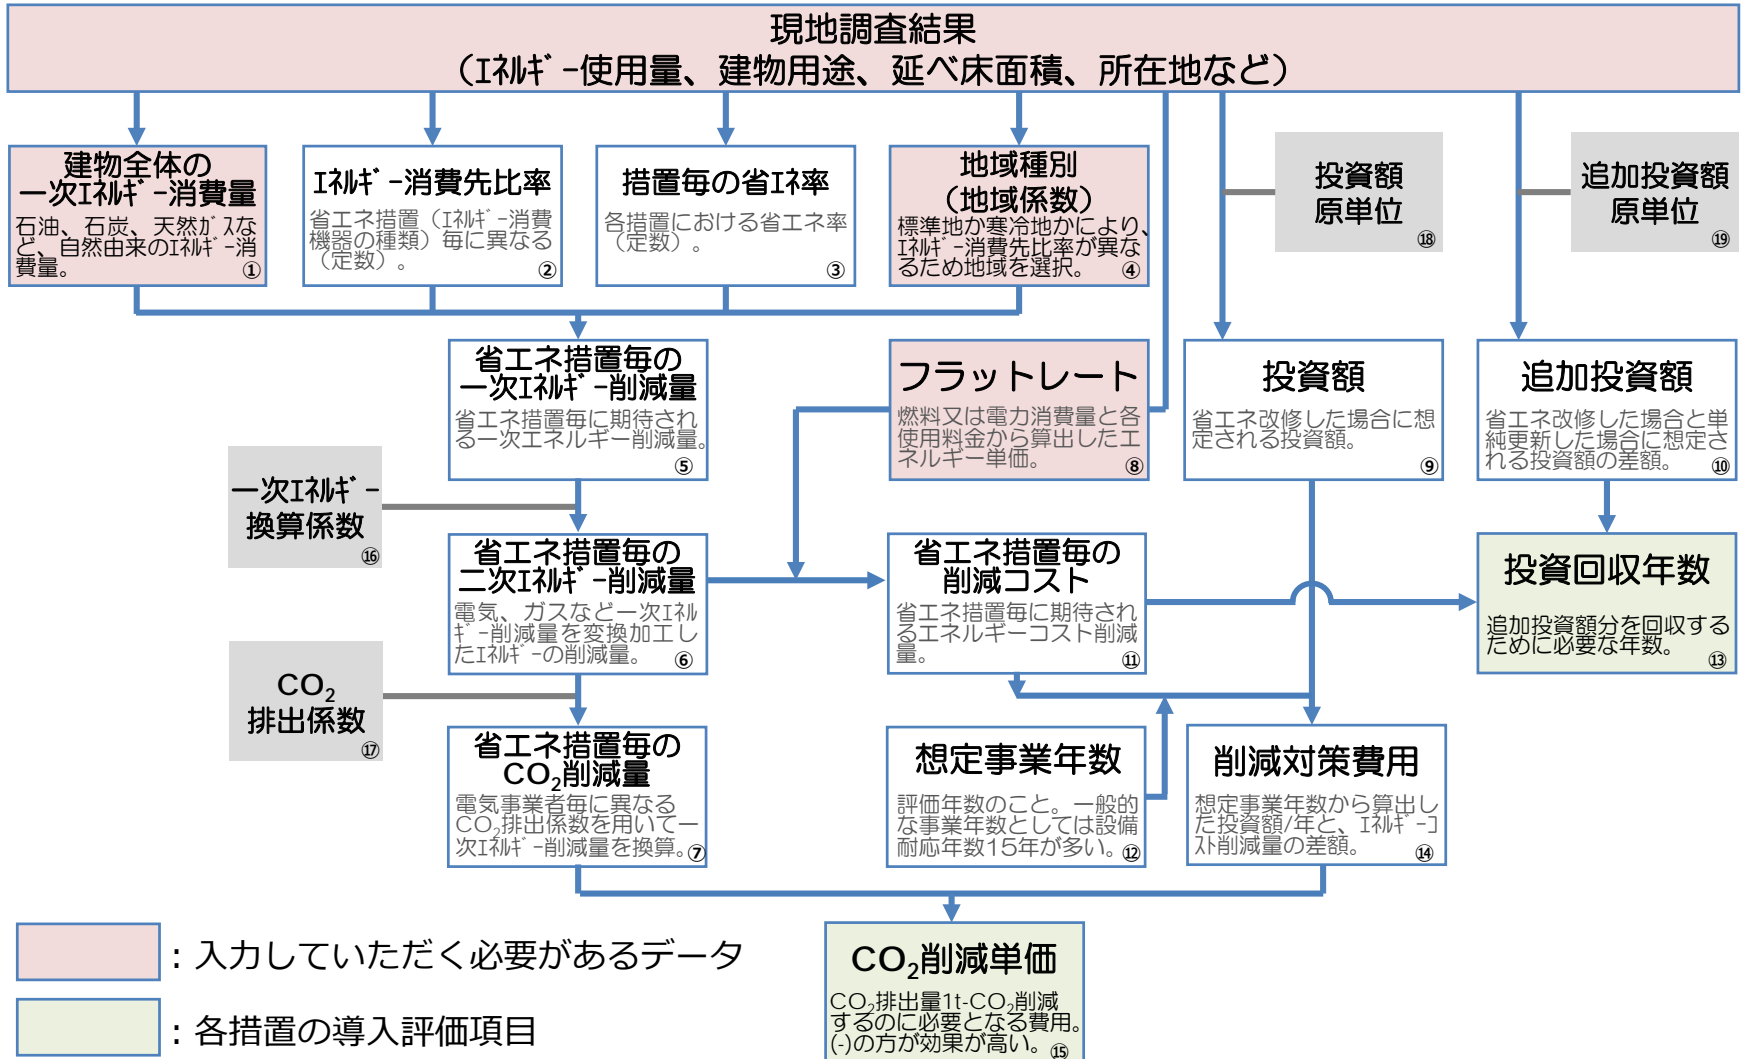 現地調査結果
（ｴﾈﾙｷﾞｰ使用量、建物用途、延べ床面積、所在地など）
建物全体の
一次ｴﾈﾙｷﾞｰ消費量
石油、石炭、天然ｶﾞｽな
ど、自然由来のｴﾈﾙｷﾞｰ消
費量。
①
ｴﾈﾙｷﾞｰ消費先比率
省エネ措置（ｴﾈﾙｷﾞｰ消費
機器の種類）毎に異なる
（定数）。
②
措置毎の省ｴﾈ率
各措置における省エネ率
（定数）。
③
地域種別
（地域係数）
標準地か寒冷地かにより、
ｴﾈﾙｷﾞｰ消費先比率が異な
るため地域を選択。
④
投資額
原単位
⑱
追加投資額
原単位
⑲
省エネ措置毎の
一次ｴﾈﾙｷﾞｰ削減量
省エネ措置毎に期待され
る一次エネルギー削減量。
⑤
フラットレート
燃料又は電力消費量と各
使用料金から算出したエ
ネルギー単価。
⑧
投資額
省エネ改修した場合に想
定される投資額。
⑨
追加投資額
省エネ改修した場合と単
純更新した場合に想定さ
れる投資額の差額。
⑩
一次ｴﾈﾙｷﾞｰ
換算係数
⑯
省エネ措置毎の
二次ｴﾈﾙｷﾞｰ削減量
電気、ガスなど一次ｴﾈﾙ
ｷﾞｰ削減量を変換加工し
たｴﾈﾙｷﾞｰの削減量。
⑥
省エネ措置毎の
削減コスト
省エネ措置毎に期待され
るエネルギーコスト削減
量。
⑪
投資回収年数
追加投資額分を回収する
ために必要な年数。
⑬
CO₂
排出係数
⑰
省エネ措置毎の
CO₂削減量
電気事業者毎に異なる
CO₂排出係数を用いて一
次ｴﾈﾙｷﾞｰ削減量を換算。
⑦
想定事業年数
評価年数のこと。一般的
な事業年数としては設備
耐応年数15年が多い。
⑫
削減対策費用
想定事業年数から算出し
た投資額/年と、ｴﾈﾙｷﾞｰｺ
ｽﾄ削減量の差額。
⑭
CO₂削減単価
CO₂排出量1t-CO₂削減
するのに必要となる費用。
(-)の方が効果が高い。
⑮
：入力していただく必要があるデータ
：各措置の導入評価項目